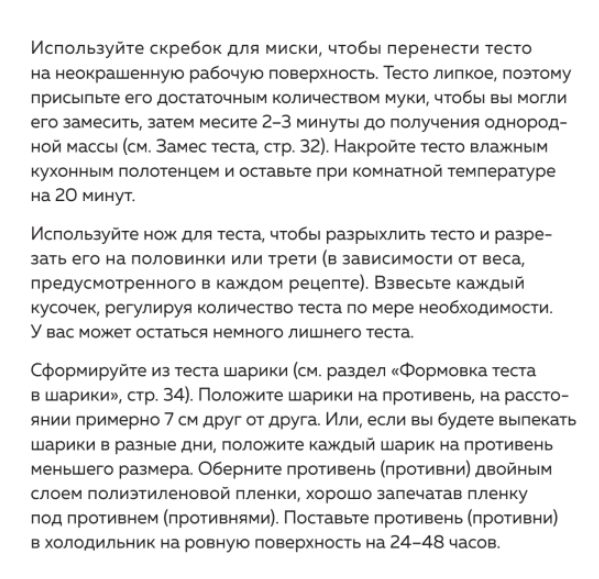 Используйте скребок для миски, чтобы перенести тесто
на неокрашенную рабочую поверхность. Тесто липкое, поэтому
присыпьте его достаточным количеством муки, чтобы вы могли
его замесить, затем месите 2–3 минуты до получения однород-
ной массы (см. Замес теста, стр. 32). Накройте тесто влажным
кухонным полотенцем и оставьте при комнатной температуре
на 20 минут.
Используйте нож для теста, чтобы разрыхлить тесто и разре-
зать его на половинки или трети (в зависимости от веса,
предусмотренного в каждом рецепте). Взвесьте каждый
кусочек, регулируя количество теста по мере необходимости.
У вас может остаться немного лишнего теста.
Сформируйте из теста шарики (см. раздел «Формовка теста
в шарики», стр. 34). Положите шарики на противень, на рассто-
янии примерно 7 см друг от друга. Или, если вы будете выпекать
шарики в разные дни, положите каждый шарик на противень
меньшего размера. Оберните противень (противни) двойным
слоем полиэтиленовой пленки, хорошо запечатав пленку
под противнем (противнями). Поставьте противень (противни)
в холодильник на ровную поверхность на 24–48 часов.